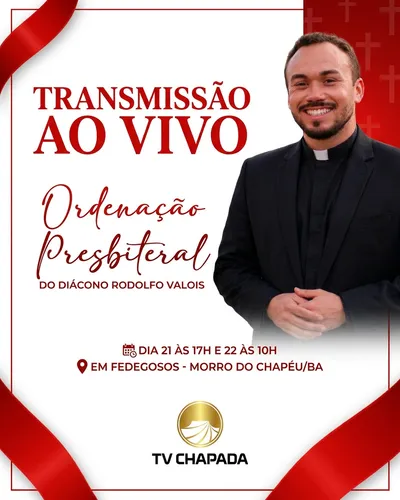 TRANSMISSÃO
AO VIVO
Ordenação
Presbiteral
DO DIÁCONO RODOLFO VALOIS
DIA 21 ÀS 17H E 22 ÀS 10H
EM FEDEGOSOS - MORRO DO CHAPÉU/BA
TV CHAPADA